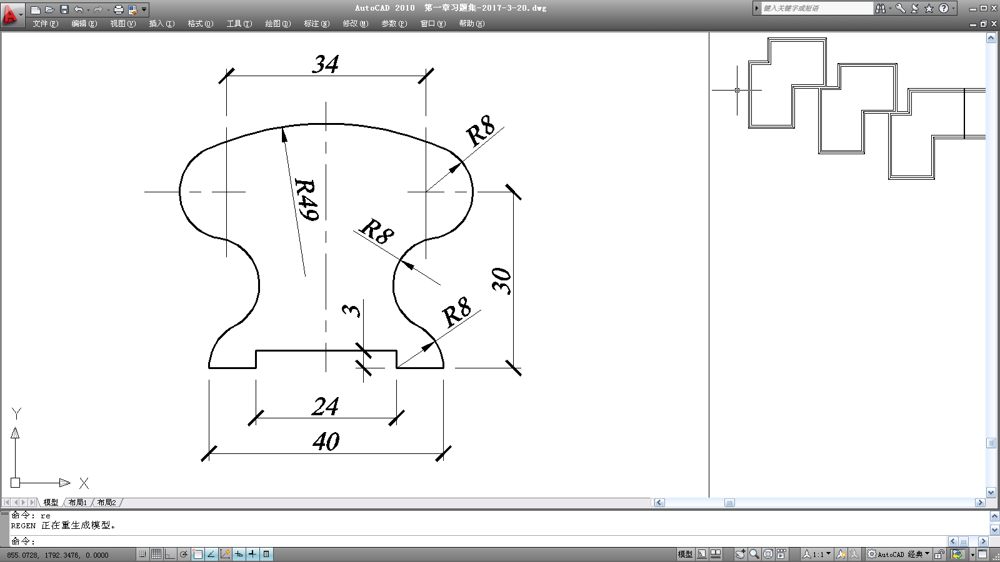 AutoCAD 2010 第一章习题集-2017-3-20.dwg
键入关键字或短语
文件(F) 编辑(E) 视图(V) 插入(I) 格式(O) 工具(T) 绘图(D) 标注(N) 修改(M) 参数(P) 窗口(W) 帮助(H)
34
R8
R49
R8
30
3
R8
24
40
Y
X
模型 布局1 布局2
命令: re
REGEN 正在重生成模型。
命令:
855.0728, 1792.3476, 0.0000
模型
1:1
AutoCAD 经典